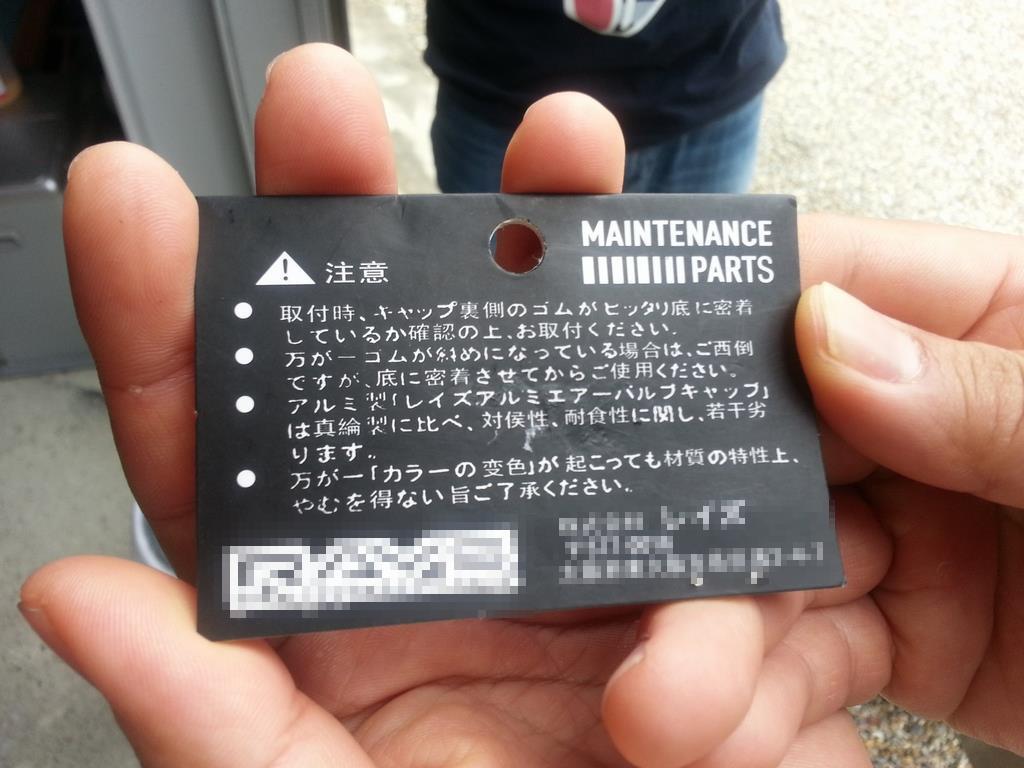 MAINTENANCE
PARTS
注意
● 取付時、キャップ裏側のゴムがヒッタリ底に密着
しているか確認の上、お取付ください.
● 万が一ゴムが斜めになっている場合は、ご西倒
ですが、底に密着させてからご使用ください。
● アルミ製「レイズアルミエアーバルブキャップ」
は真綸製に比べ、対侯性、耐食性に関し、若干劣
ります。
● 万が一「カラーの変色」が起こっても材質の特性上、
やむを得ない旨ご了承ください。